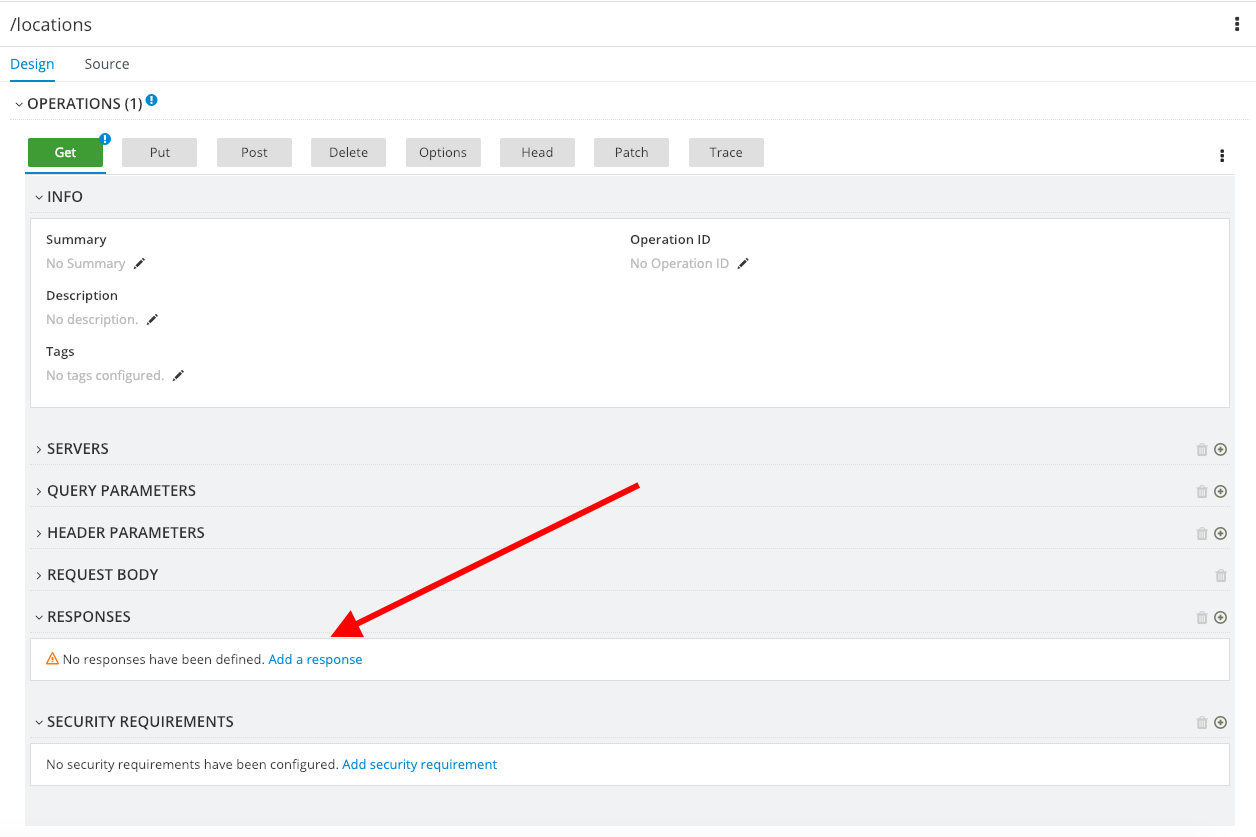 /locations
Design Source
OPERATIONS (1)
Get Put Post Delete Options Head Patch Trace
INFO
Summary Operation ID
No Summary No Operation ID
Description
No description.
Tags
No tags configured.
SERVERS
QUERY PARAMETERS
HEADER PARAMETERS
REQUEST BODY
RESPONSES
No responses have been defined. Add a response
SECURITY REQUIREMENTS
No security requirements have been configured. Add security requirement